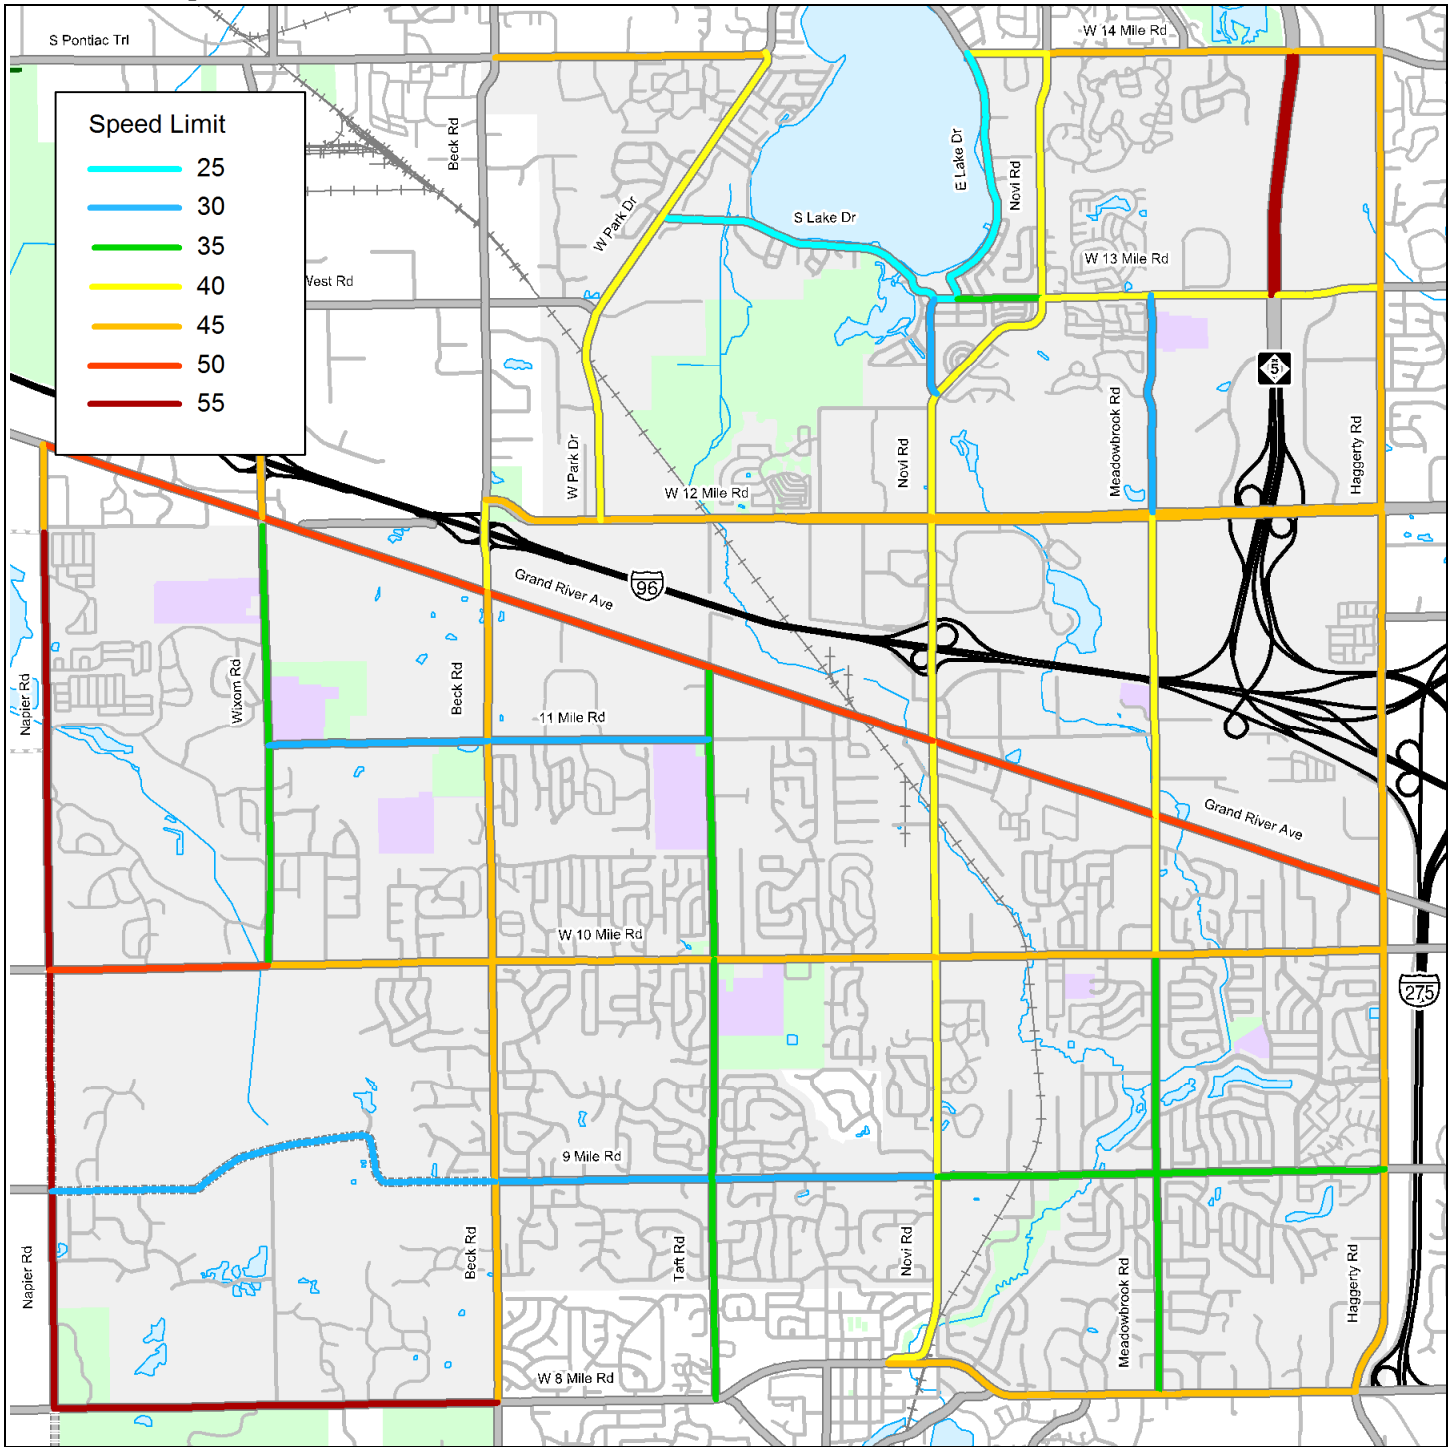 S Pontiac Trl
W 14 Mile Rd
Speed Limit
25
30
35
40
45
50
55
Beck Rd
E Lake Dr
Novi Rd
W Park Dr
S Lake Dr
W 13 Mile Rd
West Rd
5
Meadowbrook Rd
Haggerty Rd
W Park Dr
Novi Rd
W 12 Mile Rd
Grand River Ave
96
Napier Rd
Wixom Rd
Beck Rd
11 Mile Rd
Grand River Ave
W 10 Mile Rd
275
9 Mile Rd
Napier Rd
Beck Rd
Taft Rd
Novi Rd
Meadowbrook Rd
Haggerty Rd
W 8 Mile Rd